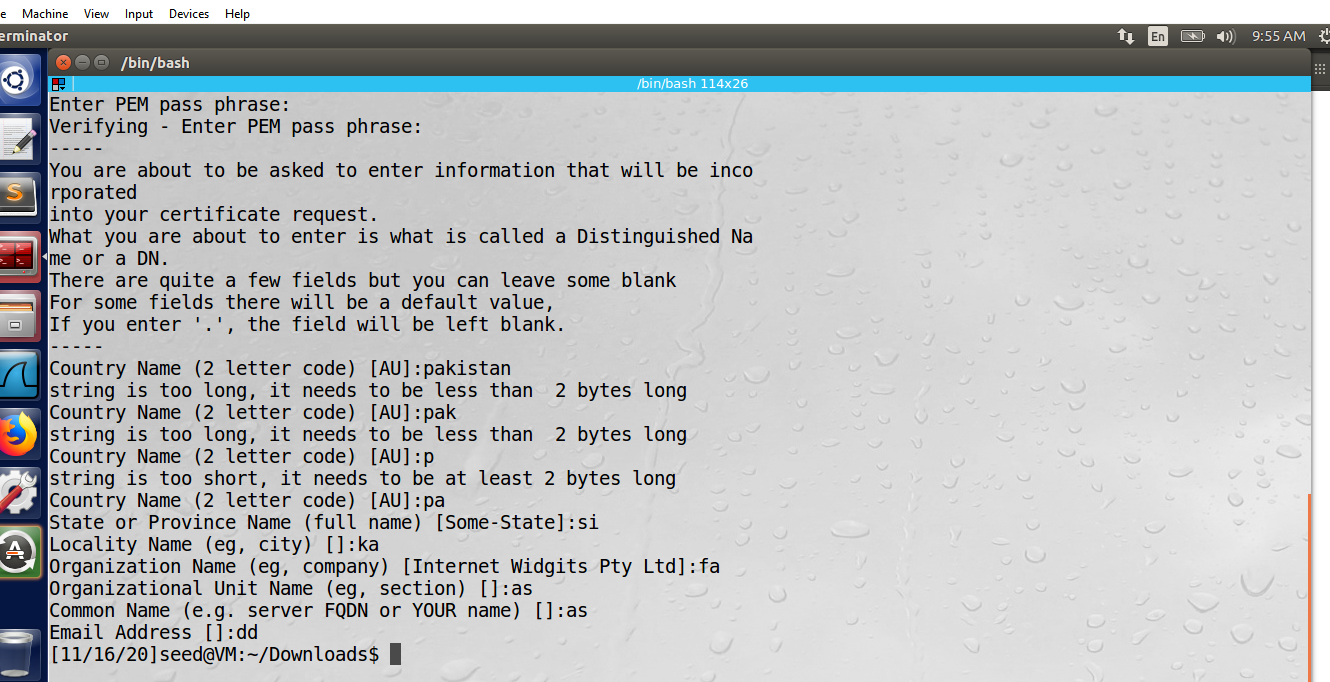 Machine View Input Devices Help
erminator
En
9:55 AM
/bin/bash
/bin/bash 114x26
Enter PEM pass phrase:
Verifying - Enter PEM pass phrase:
-----
You are about to be asked to enter information that will be inco
rporated
into your certificate request.
What you are about to enter is what is called a Distinguished Na
me or a DN.
There are quite a few fields but you can leave some blank
For some fields there will be a default value,
If you enter '.', the field will be left blank.
-----
Country Name (2 letter code) [AU]:pakistan
string is too long, it needs to be less than  2 bytes long
Country Name (2 letter code) [AU]:pak
string is too long, it needs to be less than  2 bytes long
Country Name (2 letter code) [AU]:p
string is too short, it needs to be at least 2 bytes long
Country Name (2 letter code) [AU]:pa
State or Province Name (full name) [Some-State]:si
Locality Name (eg, city) []:ka
Organization Name (eg, company) [Internet Widgits Pty Ltd]:fa
Organizational Unit Name (eg, section) []:as
Common Name (e.g. server FQDN or YOUR name) []:as
Email Address []:dd
[11/16/20]seed@VM:~/Downloads$